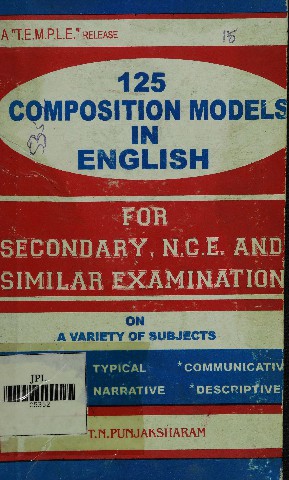 A "T.E.M.P.L.E." RELEASE
18
125
COMPOSITION MODELS
IN
ENGLISH
FOR
SECONDARY, N.C.E. AND
SIMILAR EXAMINATION
ON
A VARIETY OF SUBJECTS
TYPICAL *COMMUNICATIV
NARRATIVE *DESCRIPTIVE
JPL
T.N.PUNJAKSHARAM